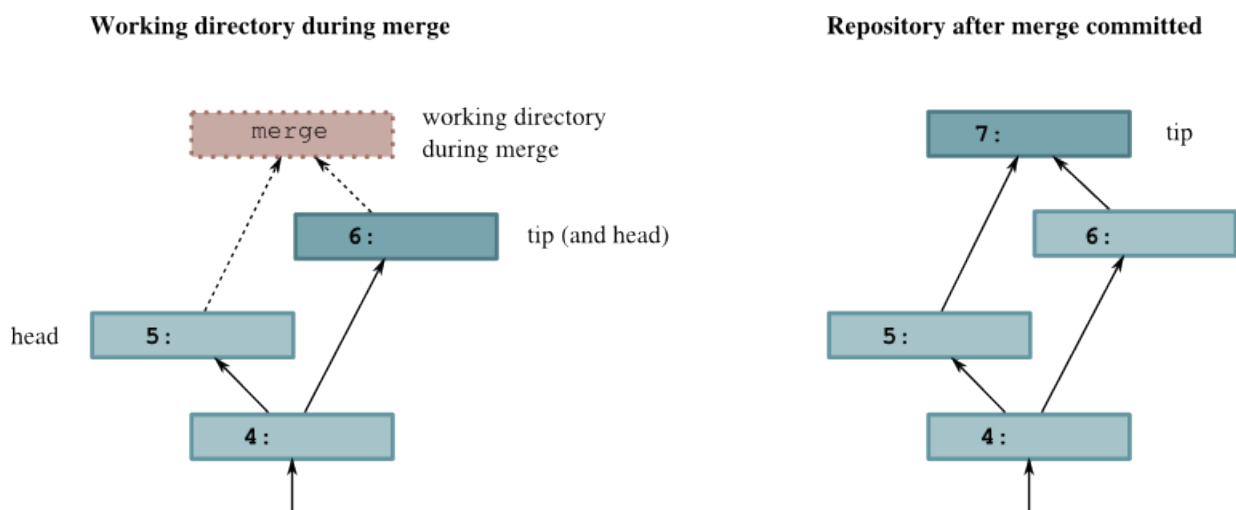 Working directory during merge
merge
working directory
during merge
6:
tip (and head)
head
5:
4:
Repository after merge committed
7:
tip
6:
5:
4: